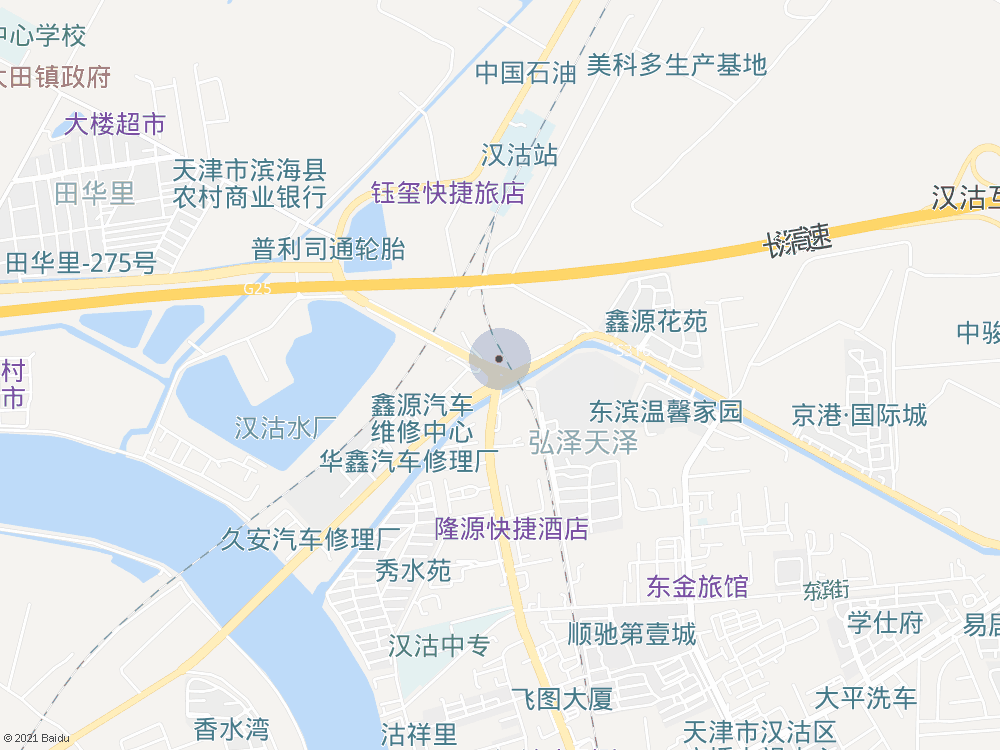 中心学校
大田镇政府
中国石油
美科多生产基地
大楼超市
汉沽站
天津市滨海县
农村商业银行
田华里
钰玺快捷旅店
汉沽互
长深高速
普利司通轮胎
田华里-275号
G25
鑫源花苑
中骏
村
市
鑫源汽车
维修中心
东滨温馨家园
京港·国际城
汉沽水厂
弘泽天泽
华鑫汽车修理厂
隆源快捷酒店
久安汽车修理厂
秀水苑
东金旅馆
东滨街
学仕府
易居
顺驰第壹城
汉沽中专
飞图大厦
大平洗车
香水湾
沽祥里
天津市汉沽区
© 2021 Baidu